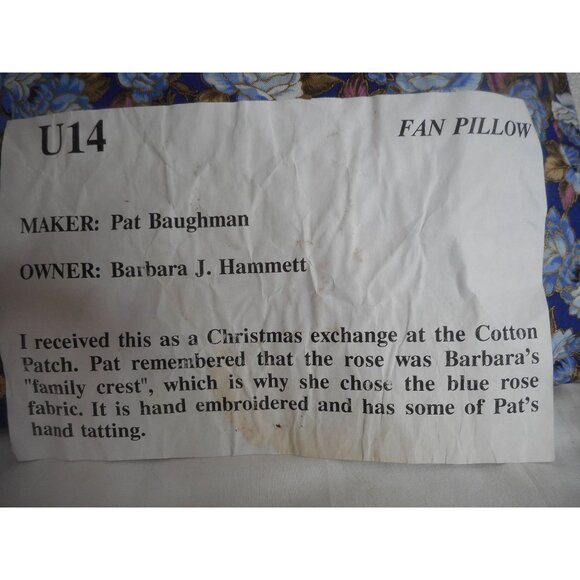 U14 FAN PILLOW
MAKER: Pat Baughman
OWNER: Barbara J. Hammett
I received this as a Christmas exchange at the Cotton
Patch. Pat remembered that the rose was Barbara's
"family crest", which is why she chose the blue rose
fabric. It is hand embroidered and has some of Pat's
hand tatting.